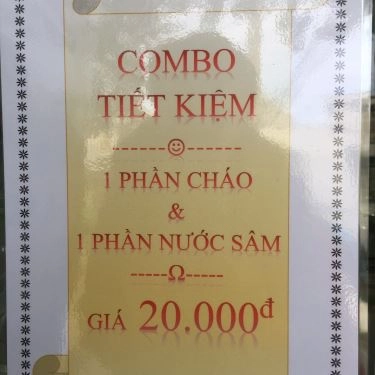 COMBO
TIẾT KIỆM
------☺------
1 PHẦN CHÁO
&
1 PHẦN NƯỚC SÂM
-----Ω-----
GIÁ 20.000đ